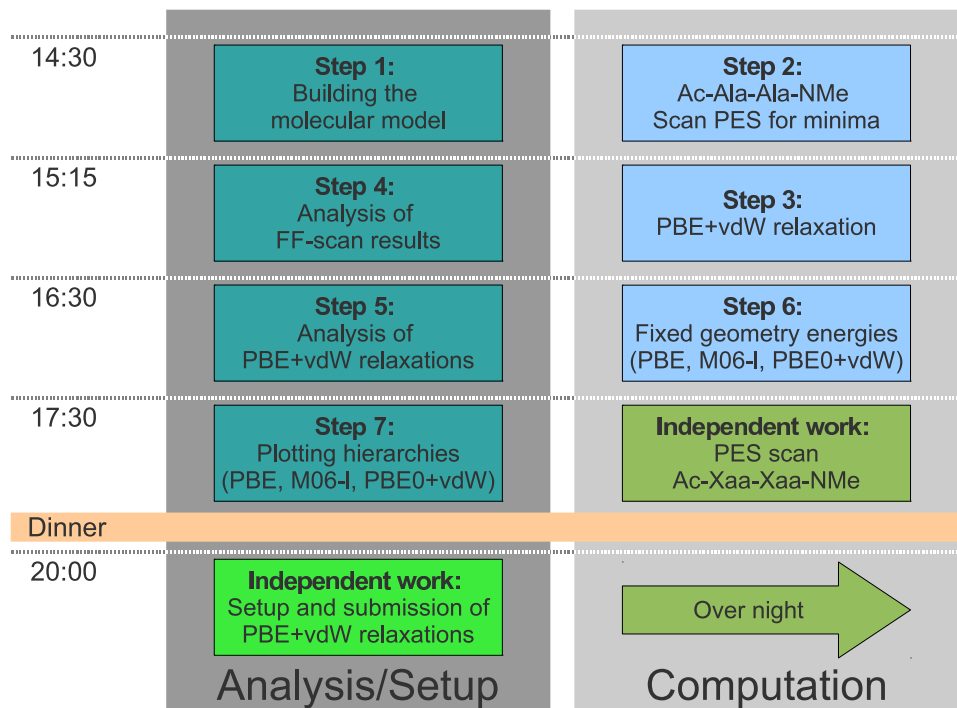 14:30
Step 1:
Building the
molecular model
Step 2:
Ac-Ala-Ala-NMe
Scan PES for minima
15:15
Step 4:
Analysis of
FF-scan results
Step 3:
PBE+vdW relaxation
16:30
Step 5:
Analysis of
PBE+vdW relaxations
Step 6:
Fixed geometry energies
(PBE, M06-l, PBE0+vdW)
17:30
Step 7:
Plotting hierarchies
(PBE, M06-l, PBE0+vdW)
Independent work:
PES scan
Ac-Xaa-Xaa-NMe
Dinner
20:00
Independent work:
Setup and submission of
PBE+vdW relaxations
Over night
Analysis/Setup
Computation